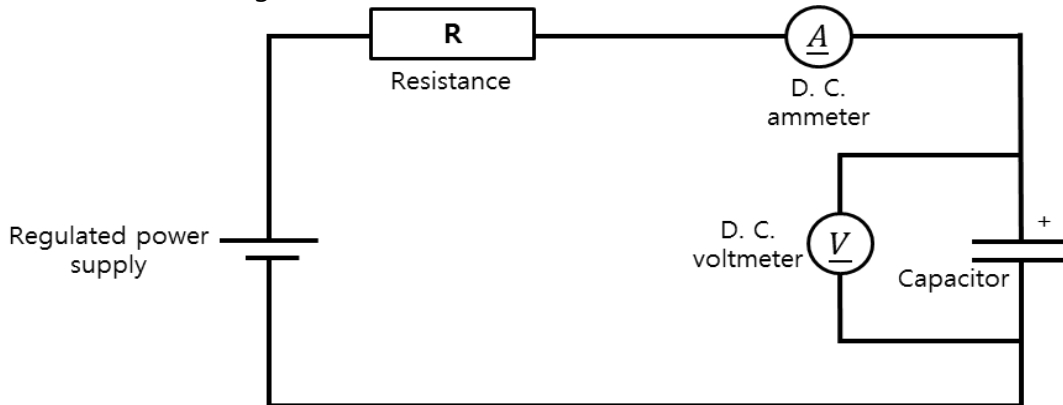 R
Resistance
A
D. C.
ammeter
Regulated power
supply
D. C.
voltmeter
V
+
Capacitor